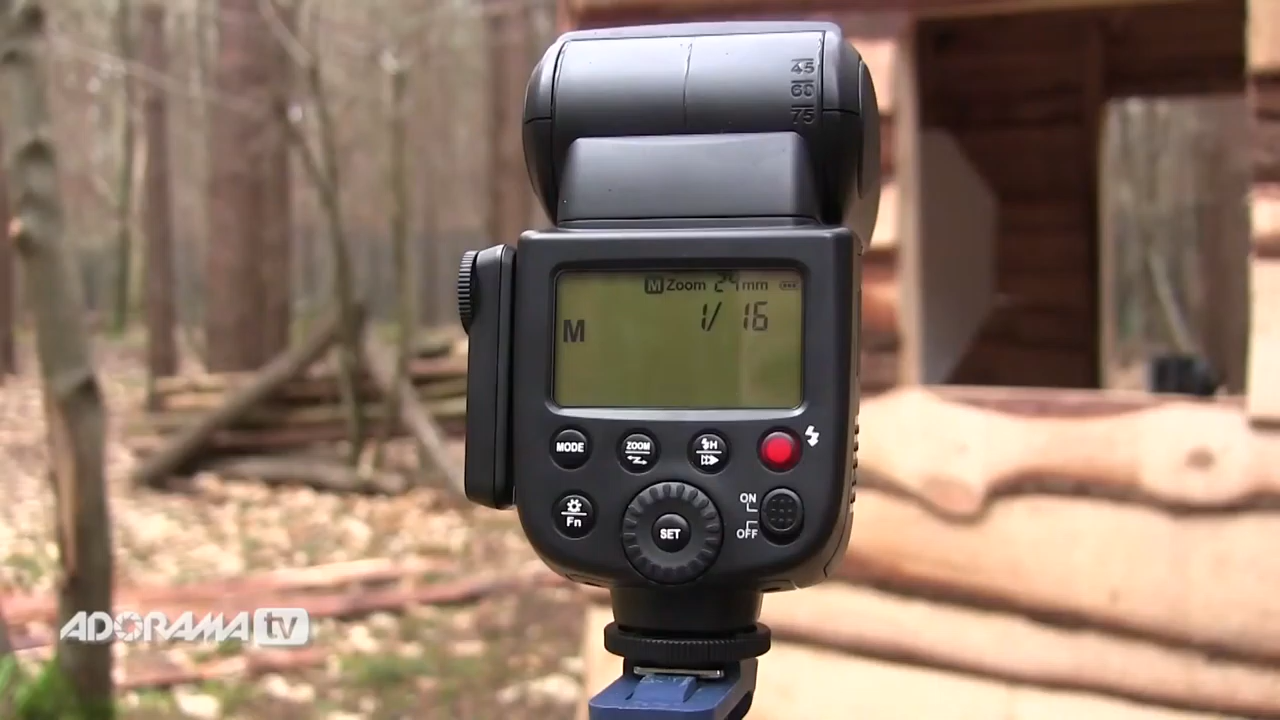 45
60
75
M Zoom 24mm
1/ 16
M
MODE
ZOOM
H
Fn
SET
ON
OFF
ADORAMA tv